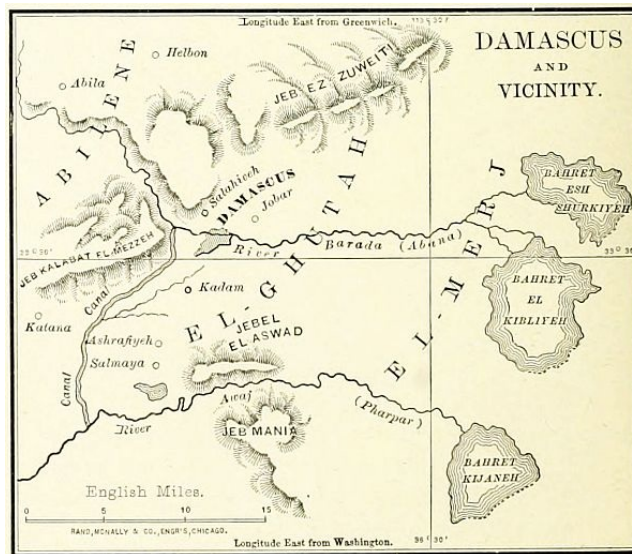 Longitude East from Greenwich.
DAMASCUS
AND
VICINITY.
Helbon
Abila
ABILENE
JEB. EZ-ZUWEITI
Salahieh
DAMASCUS
Jobar
River Barada (Abana)
BAHRET
ESH
SHURKIYEH
JEB KALABAT EL-MEZZEH
Canal
Kadam
EL-GHUTAH
EL-MERJ
BAHRET
EL
KIBLIYEH
Katana
JEBEL
EL ASWAD
Ashrafiyeh
Salmaya
Canal
River Awaj (Pharpar)
JEB MANIA
BAHRET
KIJANEH
English Miles.
0 5 10 15
RAND, MCNALLY & CO., ENGR'S, CHICAGO.
Longitude East from Washington.